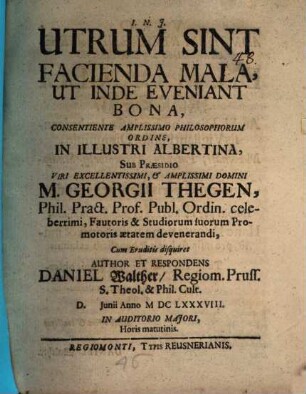 I. N. J.
UTRUM SINT
48.
FACIENDA MALA,
UT INDE EVENIANT
BONA,
CONSENTIENTE AMPLISSIMO PHILOSOPHORUM
ORDINE,
IN ILLUSTRI ALBERTINA,
SUB PRÆSIDIO
VIRI EXCELLENTISSIMI, & AMPLISSIMI DOMINI
M. GEORGII THEGEN,
Phil. Pract. Prof. Publ. Ordin. cele-
berrimi, Fautoris & Studiorum suorum Pro-
motoris ætatem devenerandi,
Cum Eruditis disquiret
AUTHOR ET RESPONDENS
DANIEL Walther / Regiom. Pruss.
S. Theol. & Phil. Cult.
D. Junii Anno M DC LXXXVIII.
IN AUDITORIO MAJORI,
Horis matutinis.
REGIOMONTI, TYPIS REUSNERIANIS.